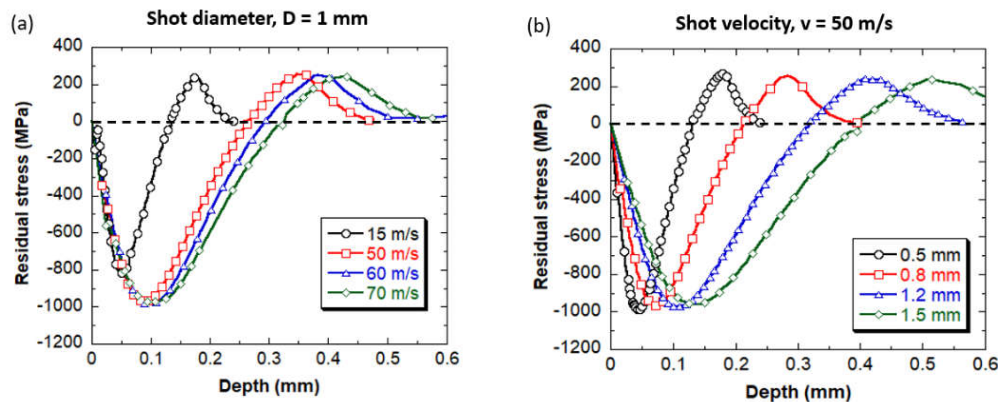 (a)
Shot diameter, D = 1 mm
Residual stress (MPa)
400
200
0
-200
-400
-600
-800
-1000
-1200
15 m/s
50 m/s
60 m/s
70 m/s
0 0.1 0.2 0.3 0.4 0.5 0.6
Depth (mm)
(b)
Shot velocity, v = 50 m/s
Residual stress (MPa)
400
200
0
-200
-400
-600
-800
-1000
-1200
0.5 mm
0.8 mm
1.2 mm
1.5 mm
0 0.1 0.2 0.3 0.4 0.5 0.6
Depth (mm)